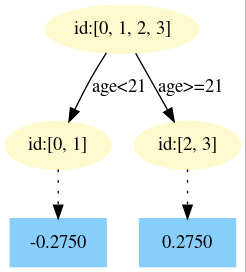 id:[0, 1, 2, 3]
age<21 age>=21
id:[0, 1] id:[2, 3]
-0.2750 0.2750